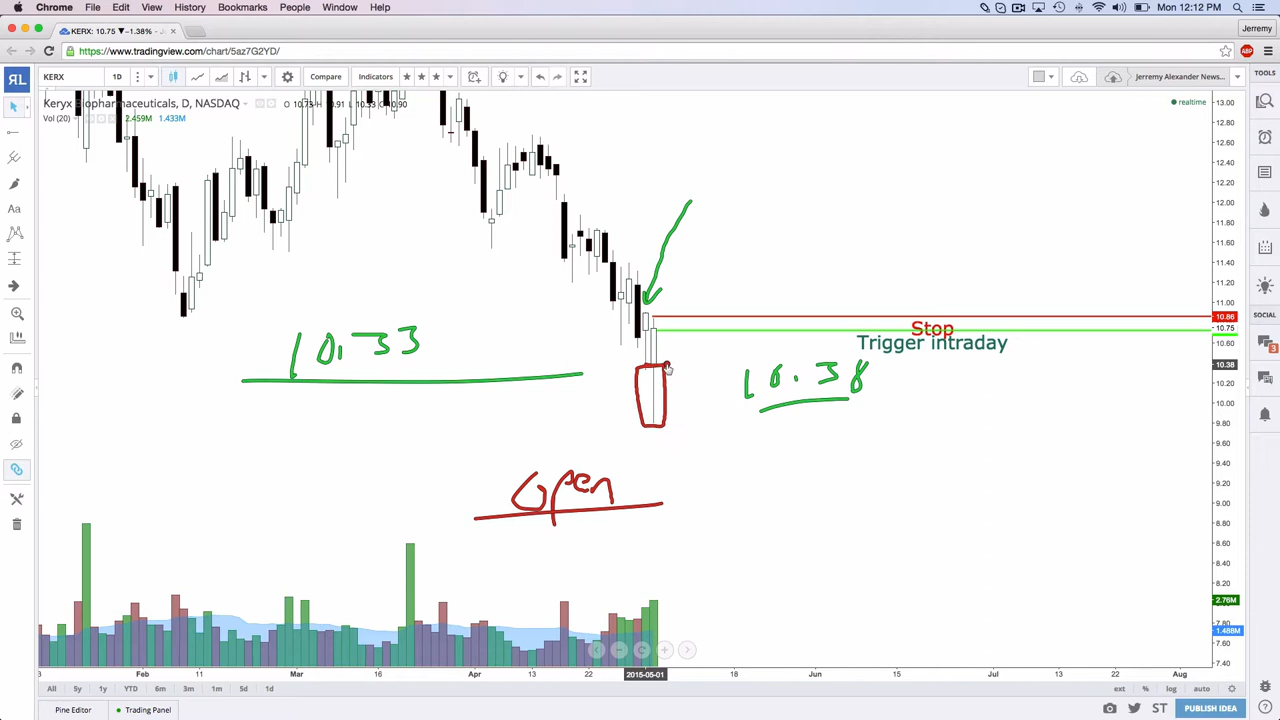 Chrome File Edit View History Bookmarks People Window Help Mon 12:12 PM
KERX: 10.75 ▼-1.38% - Jeremy
https://www.tradingview.com/chart/5az7G2YD/
KERX 1D Compare Indicators Jeremy Alexander News... TOOLS
Keryx Biopharmaceuticals, D, NASDAQ
Vol (20) 2.459M 1.433M
realtime
13.00
12.80
12.60
12.40
12.20
12.00
11.80
11.60
11.40
11.20
11.00
10.86
10.75
10.60
10.38
10.20
10.00
9.80
9.60
9.40
9.20
9.00
8.80
8.60
8.40
8.20
8.00
2.76M
7.80
1.488M
7.60
7.40
SOCIAL
3
Stop
Trigger intraday
10.33
10.38
Open
Feb 11 Mar 16 Apr 13 22 2015-05-01 18 Jun 15 Jul 13 22 Aug
All 5y 1y YTD 6m 3m 1m 5d 1d ext % log auto
Pine Editor Trading Panel ST PUBLISH IDEA